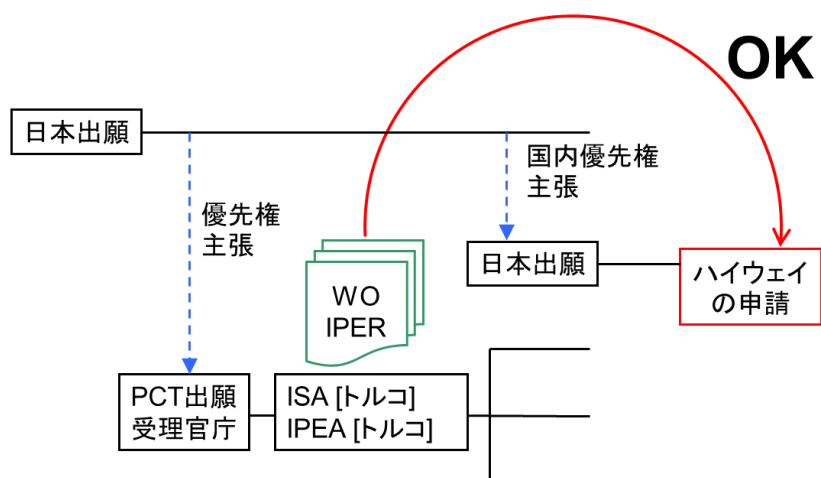 OK
日本出願
国内優先権
主張
優先権
主張
日本出願
ハイウェイ
の申請
WO
IPER
PCT出願
受理官庁
ISA [トルコ]
IPEA [トルコ]